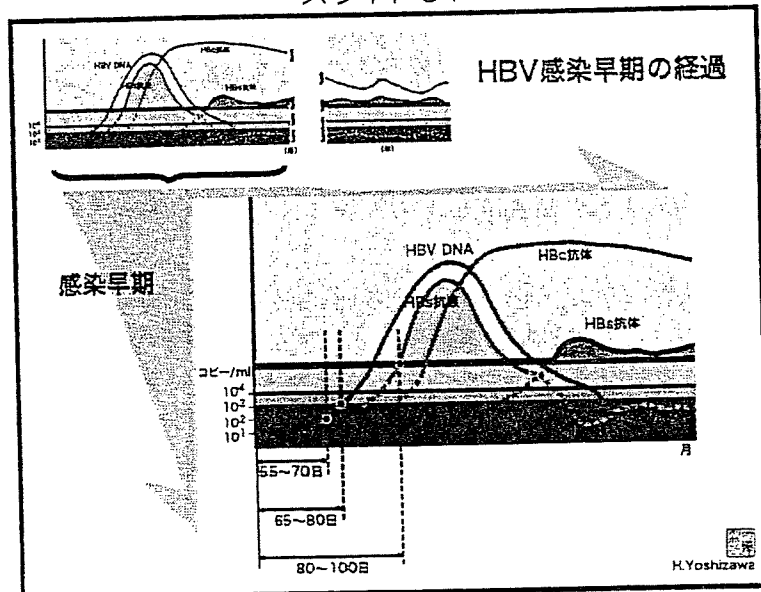 HBV感染早期の経過
HBV DNA
HBc抗体
HBs抗体
感染早期
HBV DNA
HBc抗体
HBs抗原
HBs抗体
コピー/ml
10⁴
10³
10²
10¹
月
55〜70日
65〜80日
80〜100日
H.Yoshizawa